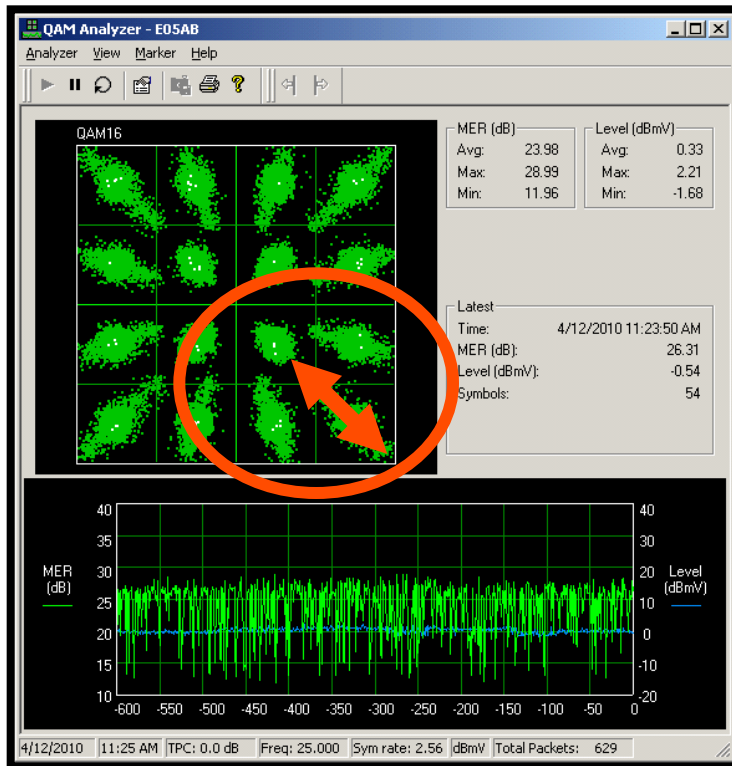 QAM Analyzer - E05AB
Analyzer View Marker Help
QAM16
MER (dB)
Avg: 23.98
Max: 28.99
Min: 11.96
Level (dBmV)
Avg: 0.33
Max: 2.21
Min: -1.68
Latest
Time: 4/12/2010 11:23:50 AM
MER (dB): 26.31
Level (dBmV): -0.54
Symbols: 54
MER
(dB)
40
35
30
25
20
15
10
-600 -550 -500 -450 -400 -350 -300 -250 -200 -150 -100 -50 0
40
30
20
10
0
-10
-20
Level
(dBmV)
4/12/2010 11:25 AM TPC: 0.0 dB Freq: 25.000 Sym rate: 2.56 dBmV Total Packets: 629